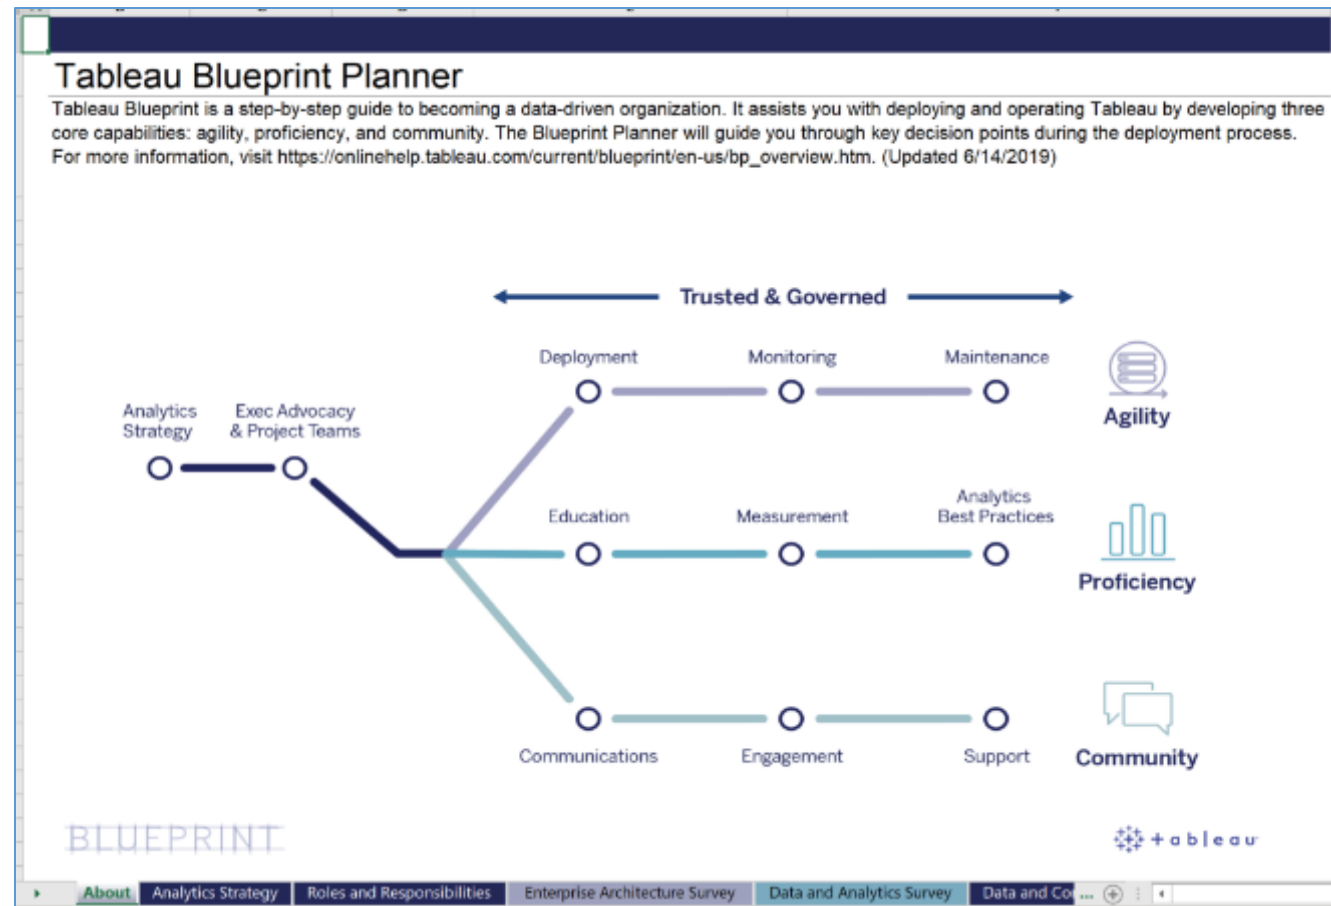 Tableau Blueprint Planner
Tableau Blueprint is a step-by-step guide to becoming a data-driven organization. It assists you with deploying and operating Tableau by developing three
core capabilities: agility, proficiency, and community. The Blueprint Planner will guide you through key decision points during the deployment process.
For more information, visit https://onlinehelp.tableau.com/current/blueprint/en-us/bp_overview.htm. (Updated 6/14/2019)
Trusted & Governed
Deployment
Monitoring
Maintenance
Agility
Analytics
Strategy
Exec Advocacy
& Project Teams
Education
Measurement
Analytics
Best Practices
Proficiency
Communications
Engagement
Support
Community
BLUEPRINT
tableau
About
Analytics Strategy
Roles and Responsibilities
Enterprise Architecture Survey
Data and Analytics Survey
Data and Co
...